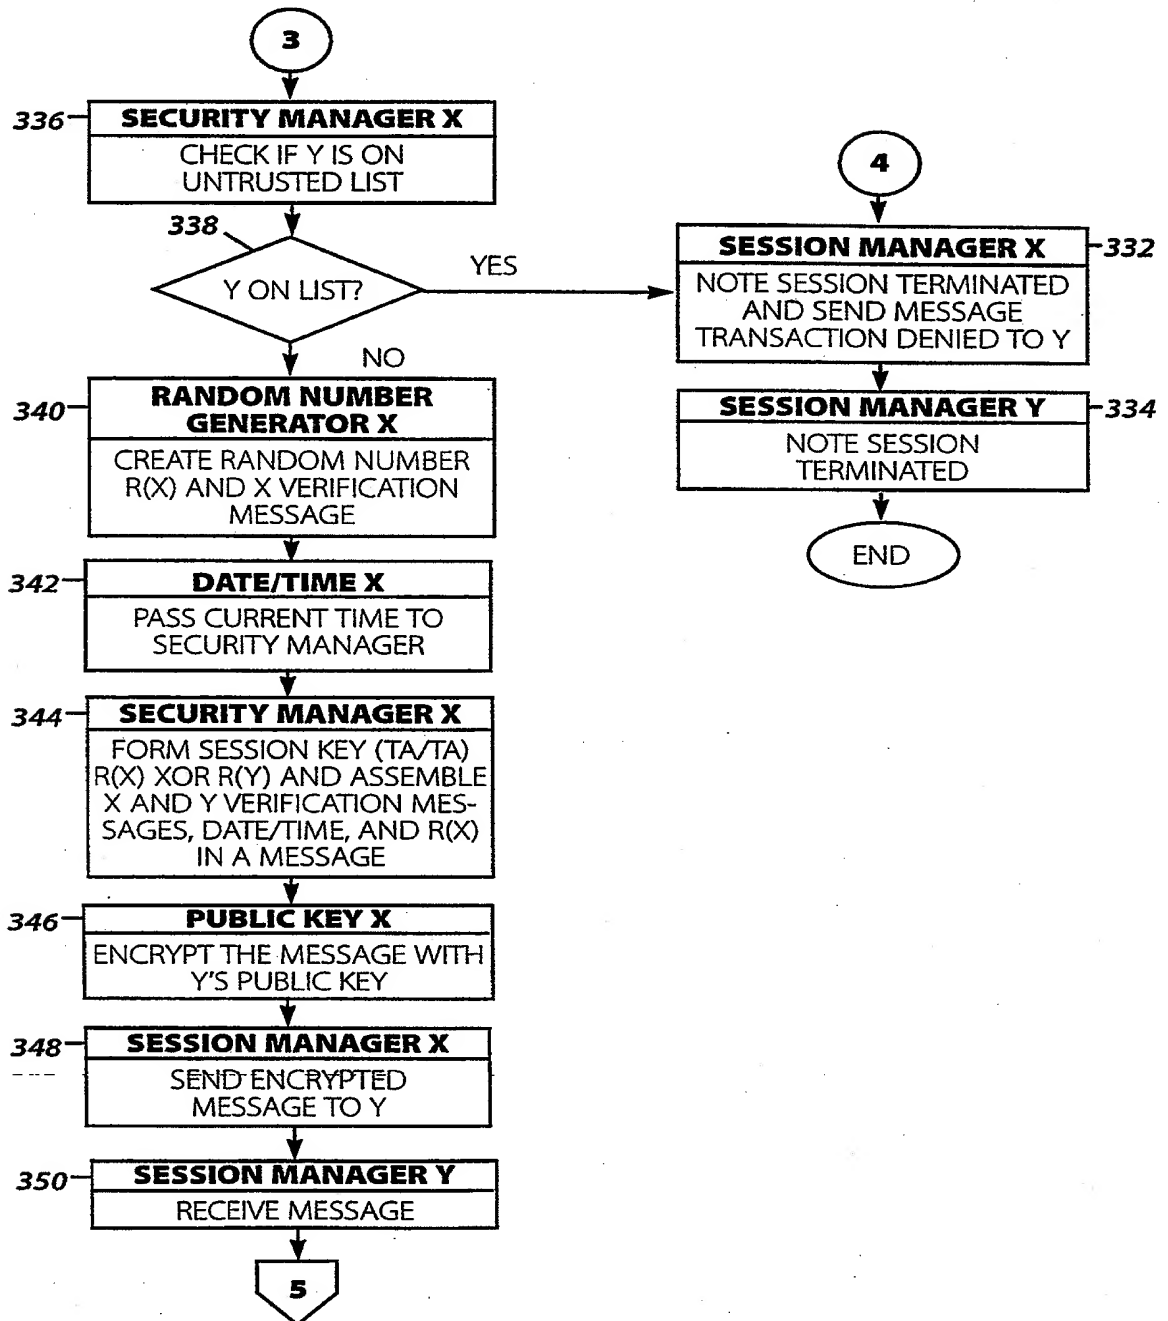 3
336
SECURITY MANAGER X
CHECK IF Y IS ON
UNTRUSTED LIST
338
Y ON LIST?
YES
NO
340
RANDOM NUMBER
GENERATOR X
CREATE RANDOM NUMBER
R(X) AND X VERIFICATION
MESSAGE
342
DATE/TIME X
PASS CURRENT TIME TO
SECURITY MANAGER
344
SECURITY MANAGER X
FORM SESSION KEY (TA/TA)
R(X) XOR R(Y) AND ASSEMBLE
X AND Y VERIFICATION MES-
SAGES, DATE/TIME, AND R(X)
IN A MESSAGE
346
PUBLIC KEY X
ENCRYPT THE MESSAGE WITH
Y'S PUBLIC KEY
348
SESSION MANAGER X
SEND ENCRYPTED
MESSAGE TO Y
350
SESSION MANAGER Y
RECEIVE MESSAGE
5
4
SESSION MANAGER X
332
NOTE SESSION TERMINATED
AND SEND MESSAGE
TRANSACTION DENIED TO Y
SESSION MANAGER Y
334
NOTE SESSION
TERMINATED
END